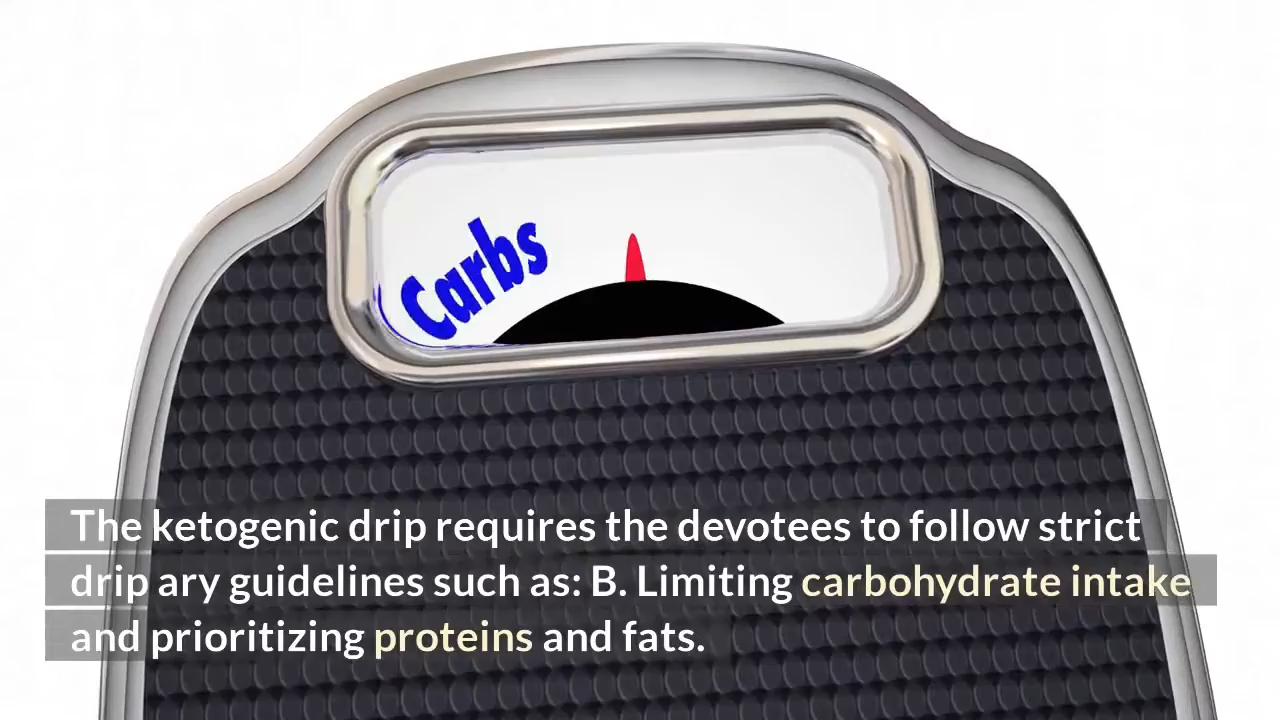 Carbs
The ketogenic drip requires the devotees to follow strict
drip ary guidelines such as: B. Limiting carbohydrate intake
and prioritizing proteins and fats.